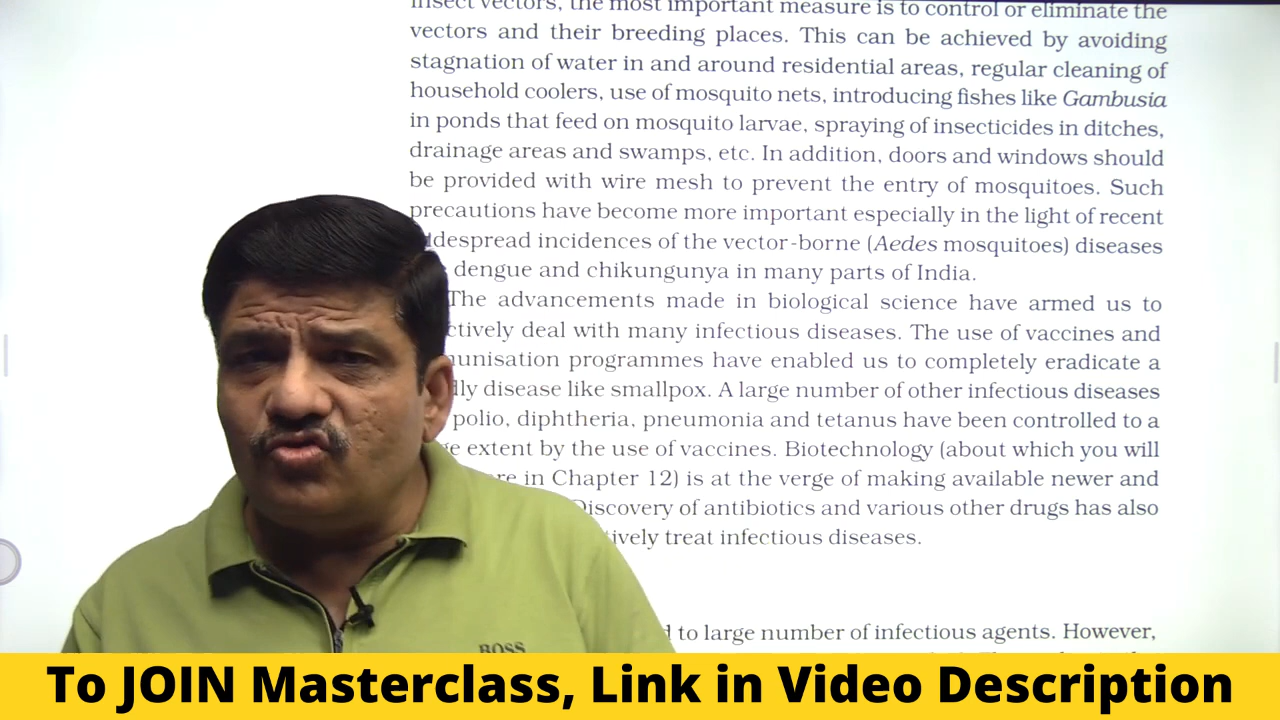 insect vectors, the most important measure is to control or eliminate the
vectors and their breeding places. This can be achieved by avoiding
stagnation of water in and around residential areas, regular cleaning of
household coolers, use of mosquito nets, introducing fishes like Gambusia
in ponds that feed on mosquito larvae, spraying of insecticides in ditches,
drainage areas and swamps, etc. In addition, doors and windows should
be provided with wire mesh to prevent the entry of mosquitoes. Such
precautions have become more important especially in the light of recent
idespread incidences of the vector-borne (Aedes mosquitoes) diseases
dengue and chikungunya in many parts of India.
The advancements made in biological science have armed us to
ctively deal with many infectious diseases. The use of vaccines and
unisation programmes have enabled us to completely eradicate a
dly disease like smallpox. A large number of other infectious diseases
polio, diphtheria, pneumonia and tetanus have been controlled to a
ge extent by the use of vaccines. Biotechnology (about which you will
re in Chapter 12) is at the verge of making available newer and
Discovery of antibiotics and various other drugs has also
tively treat infectious diseases.
to large number of infectious agents. However,
BOSS
To JOIN Masterclass, Link in Video Description